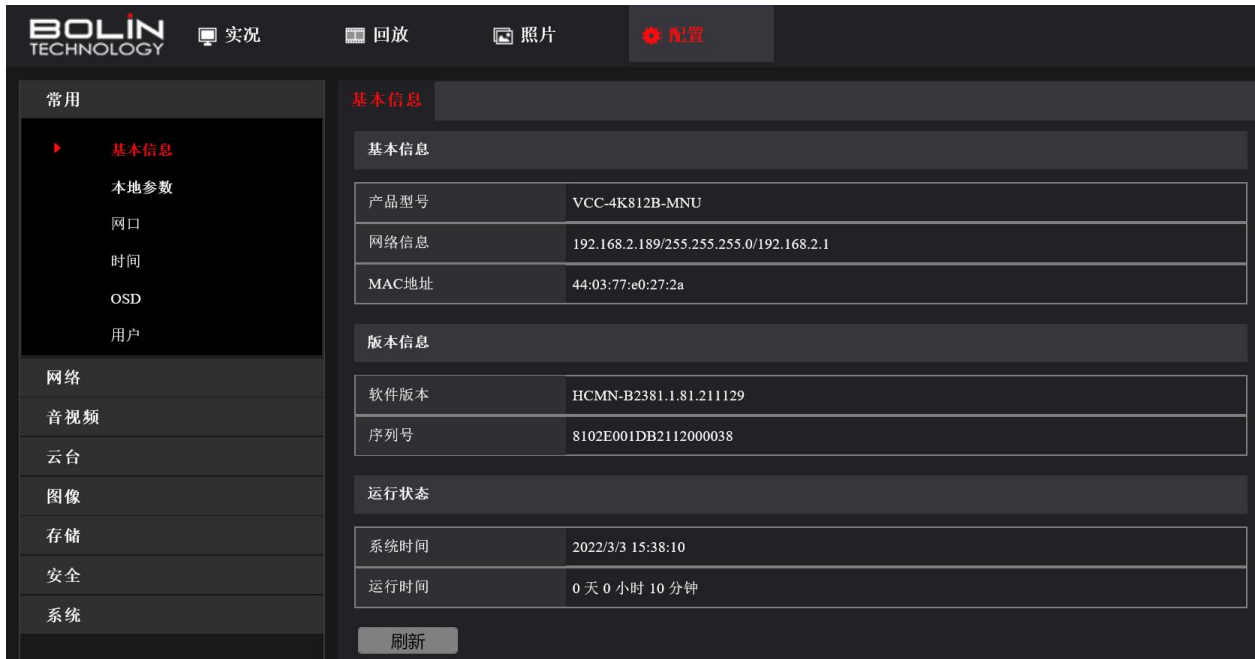 BOLIN
TECHNOLOGY
实况
回放
照片
配置
常用
基本信息
本地参数
网口
时间
OSD
用户
网络
音视频
云台
图像
存储
安全
系统
基本信息
基本信息
产品型号 VCC-4K812B-MNU
网络信息 192.168.2.189/255.255.255.0/192.168.2.1
MAC地址 44:03:77:e0:27:2a
版本信息
软件版本 HCMN-B2381.1.81.211129
序列号 8102E001DB2112000038
运行状态
系统时间 2022/3/3 15:38:10
运行时间 0 天 0 小时 10 分钟
刷新